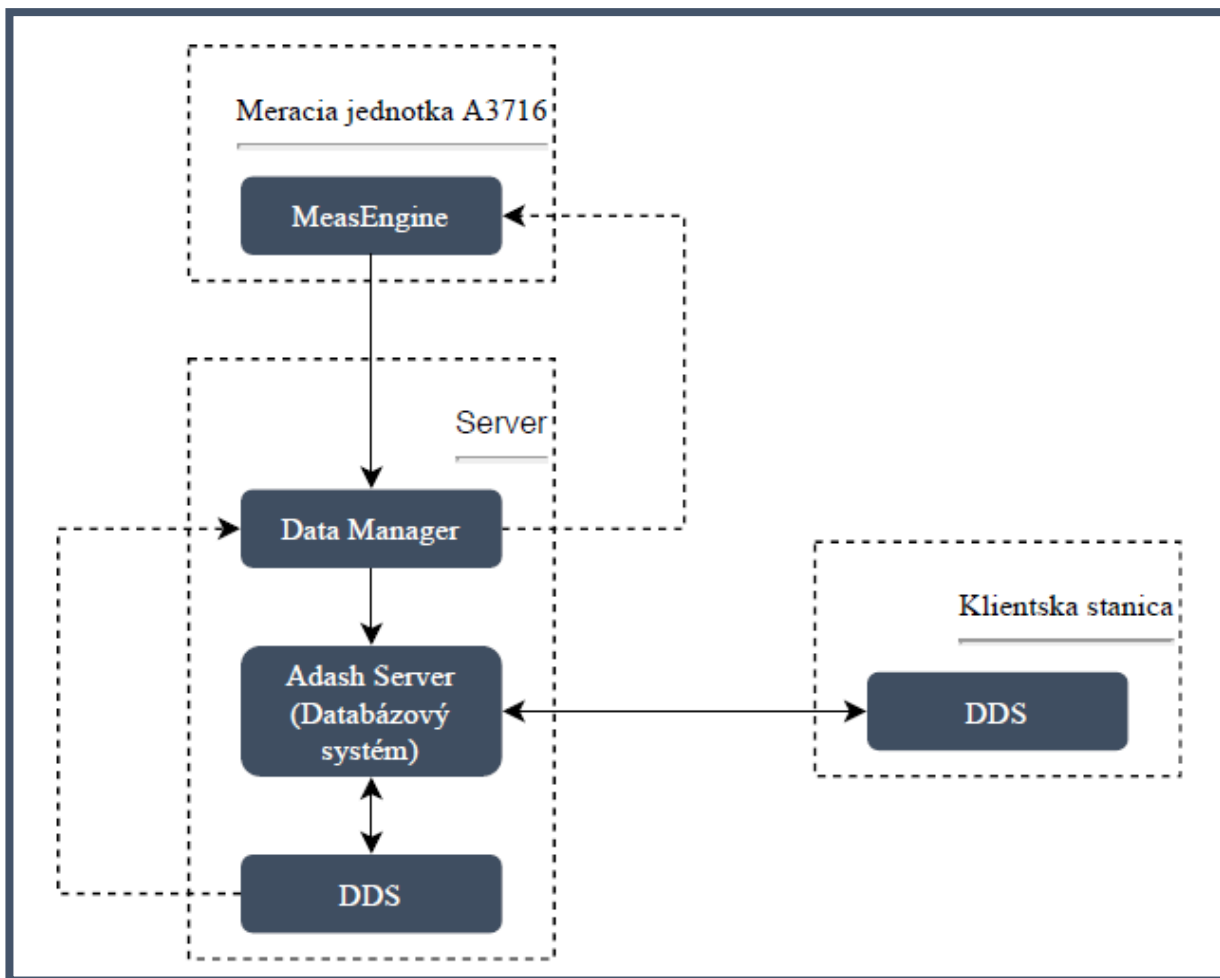 Meracia jednotka A3716
MeasEngine
Server
Data Manager
Adash Server
(Databázový
systém)
DDS
Klientska stanica
DDS